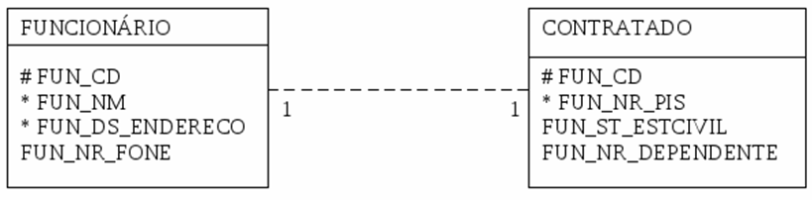 FUNCIONÁRIO
# FUN_CD
* FUN_NM
* FUN_DS_ENDERECO
FUN_NR_FONE
1
1
CONTRATADO
# FUN_CD
* FUN_NR_PIS
FUN_ST_ESTCIVIL
FUN_NR_DEPENDENTE